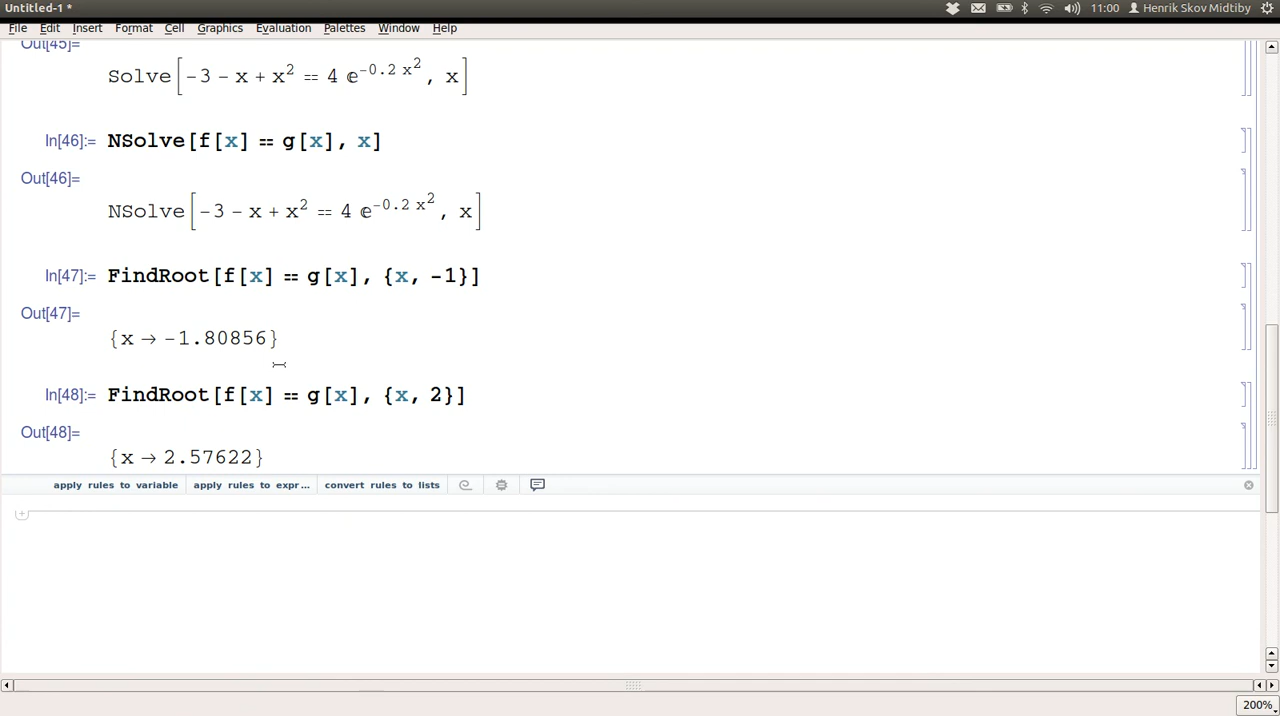 Untitled-1 *
11:00 Henrik Skov Midtiby
File Edit Insert Format Cell Graphics Evaluation Palettes Window Help
Out[45]=
Solve[-3 - x + x² == 4 ⅇ^(-0.2 x²), x]
In[46]:= NSolve[f[x] == g[x], x]
Out[46]=
NSolve[-3 - x + x² == 4 ⅇ^(-0.2 x²), x]
In[47]:= FindRoot[f[x] == g[x], {x, -1}]
Out[47]=
{x → -1.80856}
In[48]:= FindRoot[f[x] == g[x], {x, 2}]
Out[48]=
{x → 2.57622}
apply rules to variable apply rules to expr... convert rules to lists
200%